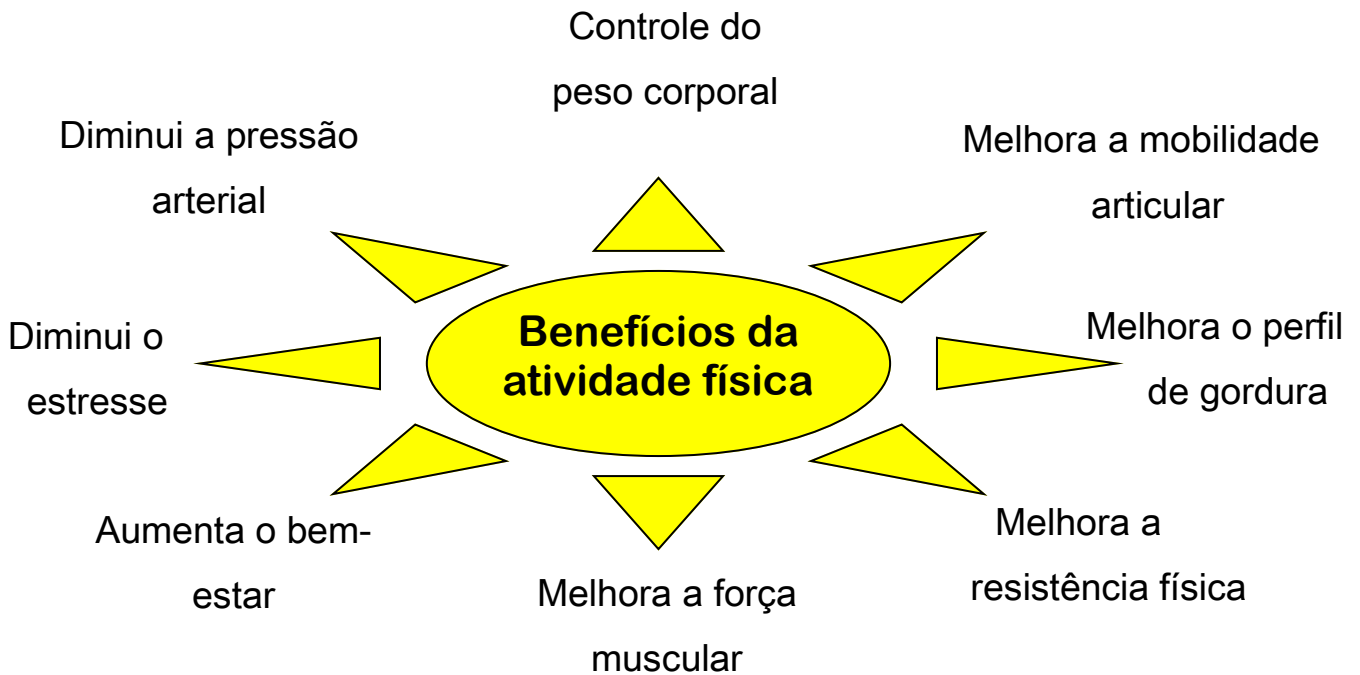 Controle do
peso corporal
Diminui a pressão
arterial
Melhora a mobilidade
articular
Diminui o
estresse
Benefícios da
atividade física
Melhora o perfil
de gordura
Aumenta o bem-
estar
Melhora a força
muscular
Melhora a
resistência física